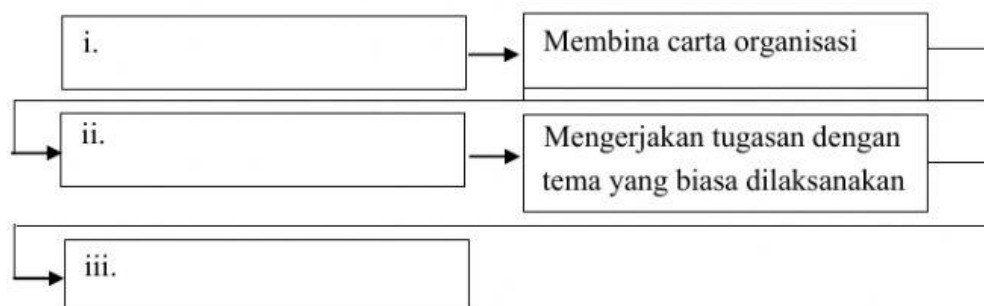 i.
Membina carta organisasi
ii.
Mengerjakan tugasan dengan
tema yang biasa dilaksanakan
iii.